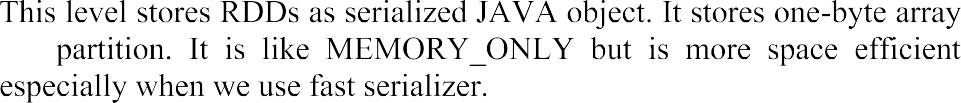 This level stores RDDs as serialized JAVA object. It stores one-byte array
partition. It is like MEMORY_ONLY but is more space efficient
especially when we use fast serializer.